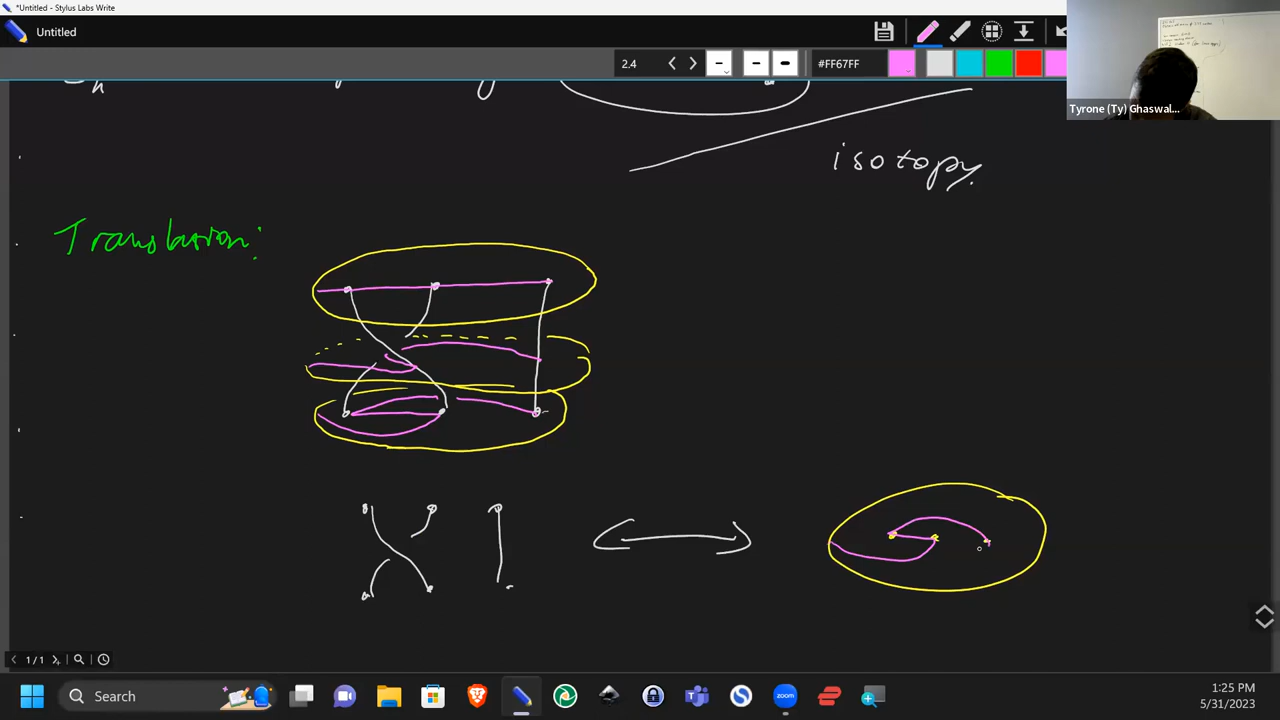 *Untitled - Stylus Labs Write
Untitled
2.4
#FF67FF
Tyrone (Ty) Ghaswal...
isotopy
Translation:
1/1
Search
1:25 PM
5/31/2023